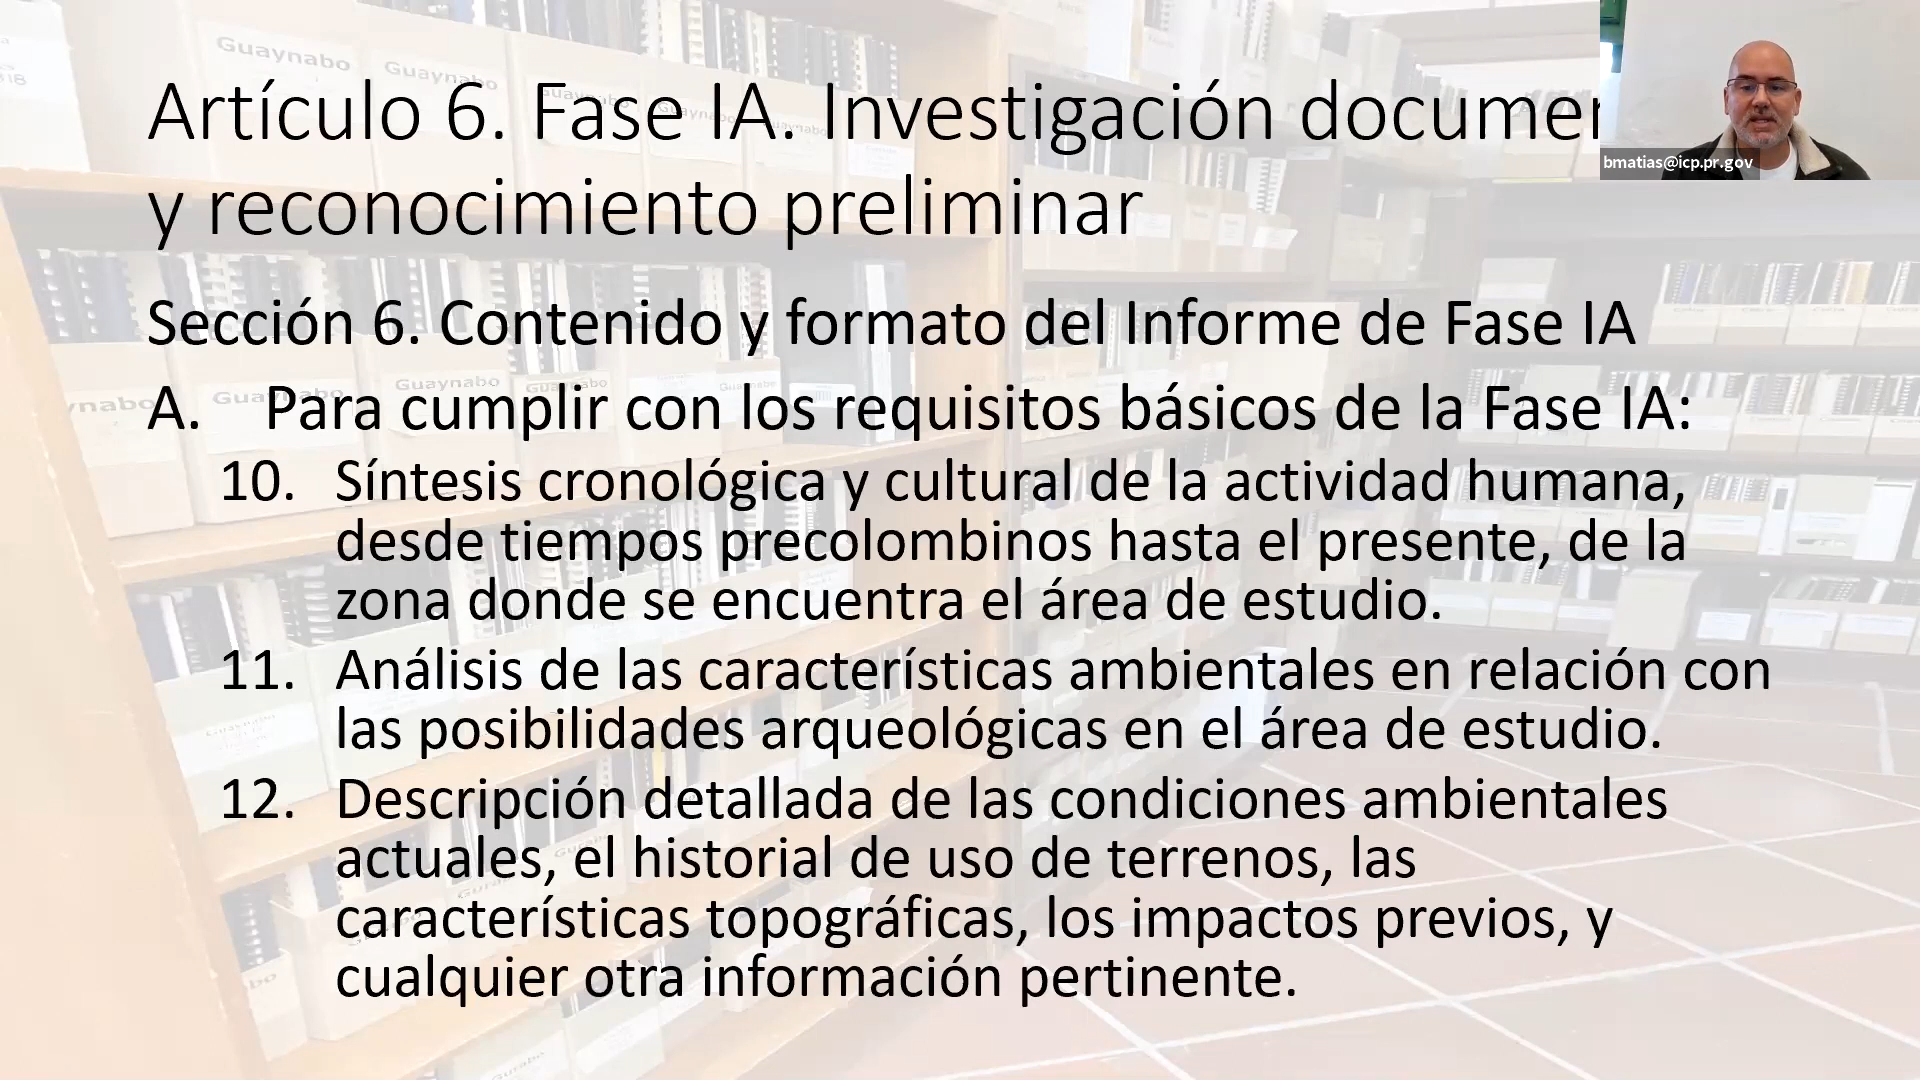 Artículo 6. Fase IA. Investigación documen
y reconocimiento preliminar
bmatias@icp.pr.gov
Sección 6. Contenido y formato del Informe de Fase IA
A. Para cumplir con los requisitos básicos de la Fase IA:
10. Síntesis cronológica y cultural de la actividad humana,
desde tiempos precolombinos hasta el presente, de la
zona donde se encuentra el área de estudio.
11. Análisis de las características ambientales en relación con
las posibilidades arqueológicas en el área de estudio.
12. Descripción detallada de las condiciones ambientales
actuales, el historial de uso de terrenos, las
características topográficas, los impactos previos, y
cualquier otra información pertinente.
Guaynabo
Guaynabo
Guaynabo
Guaynabo
Guaynabo